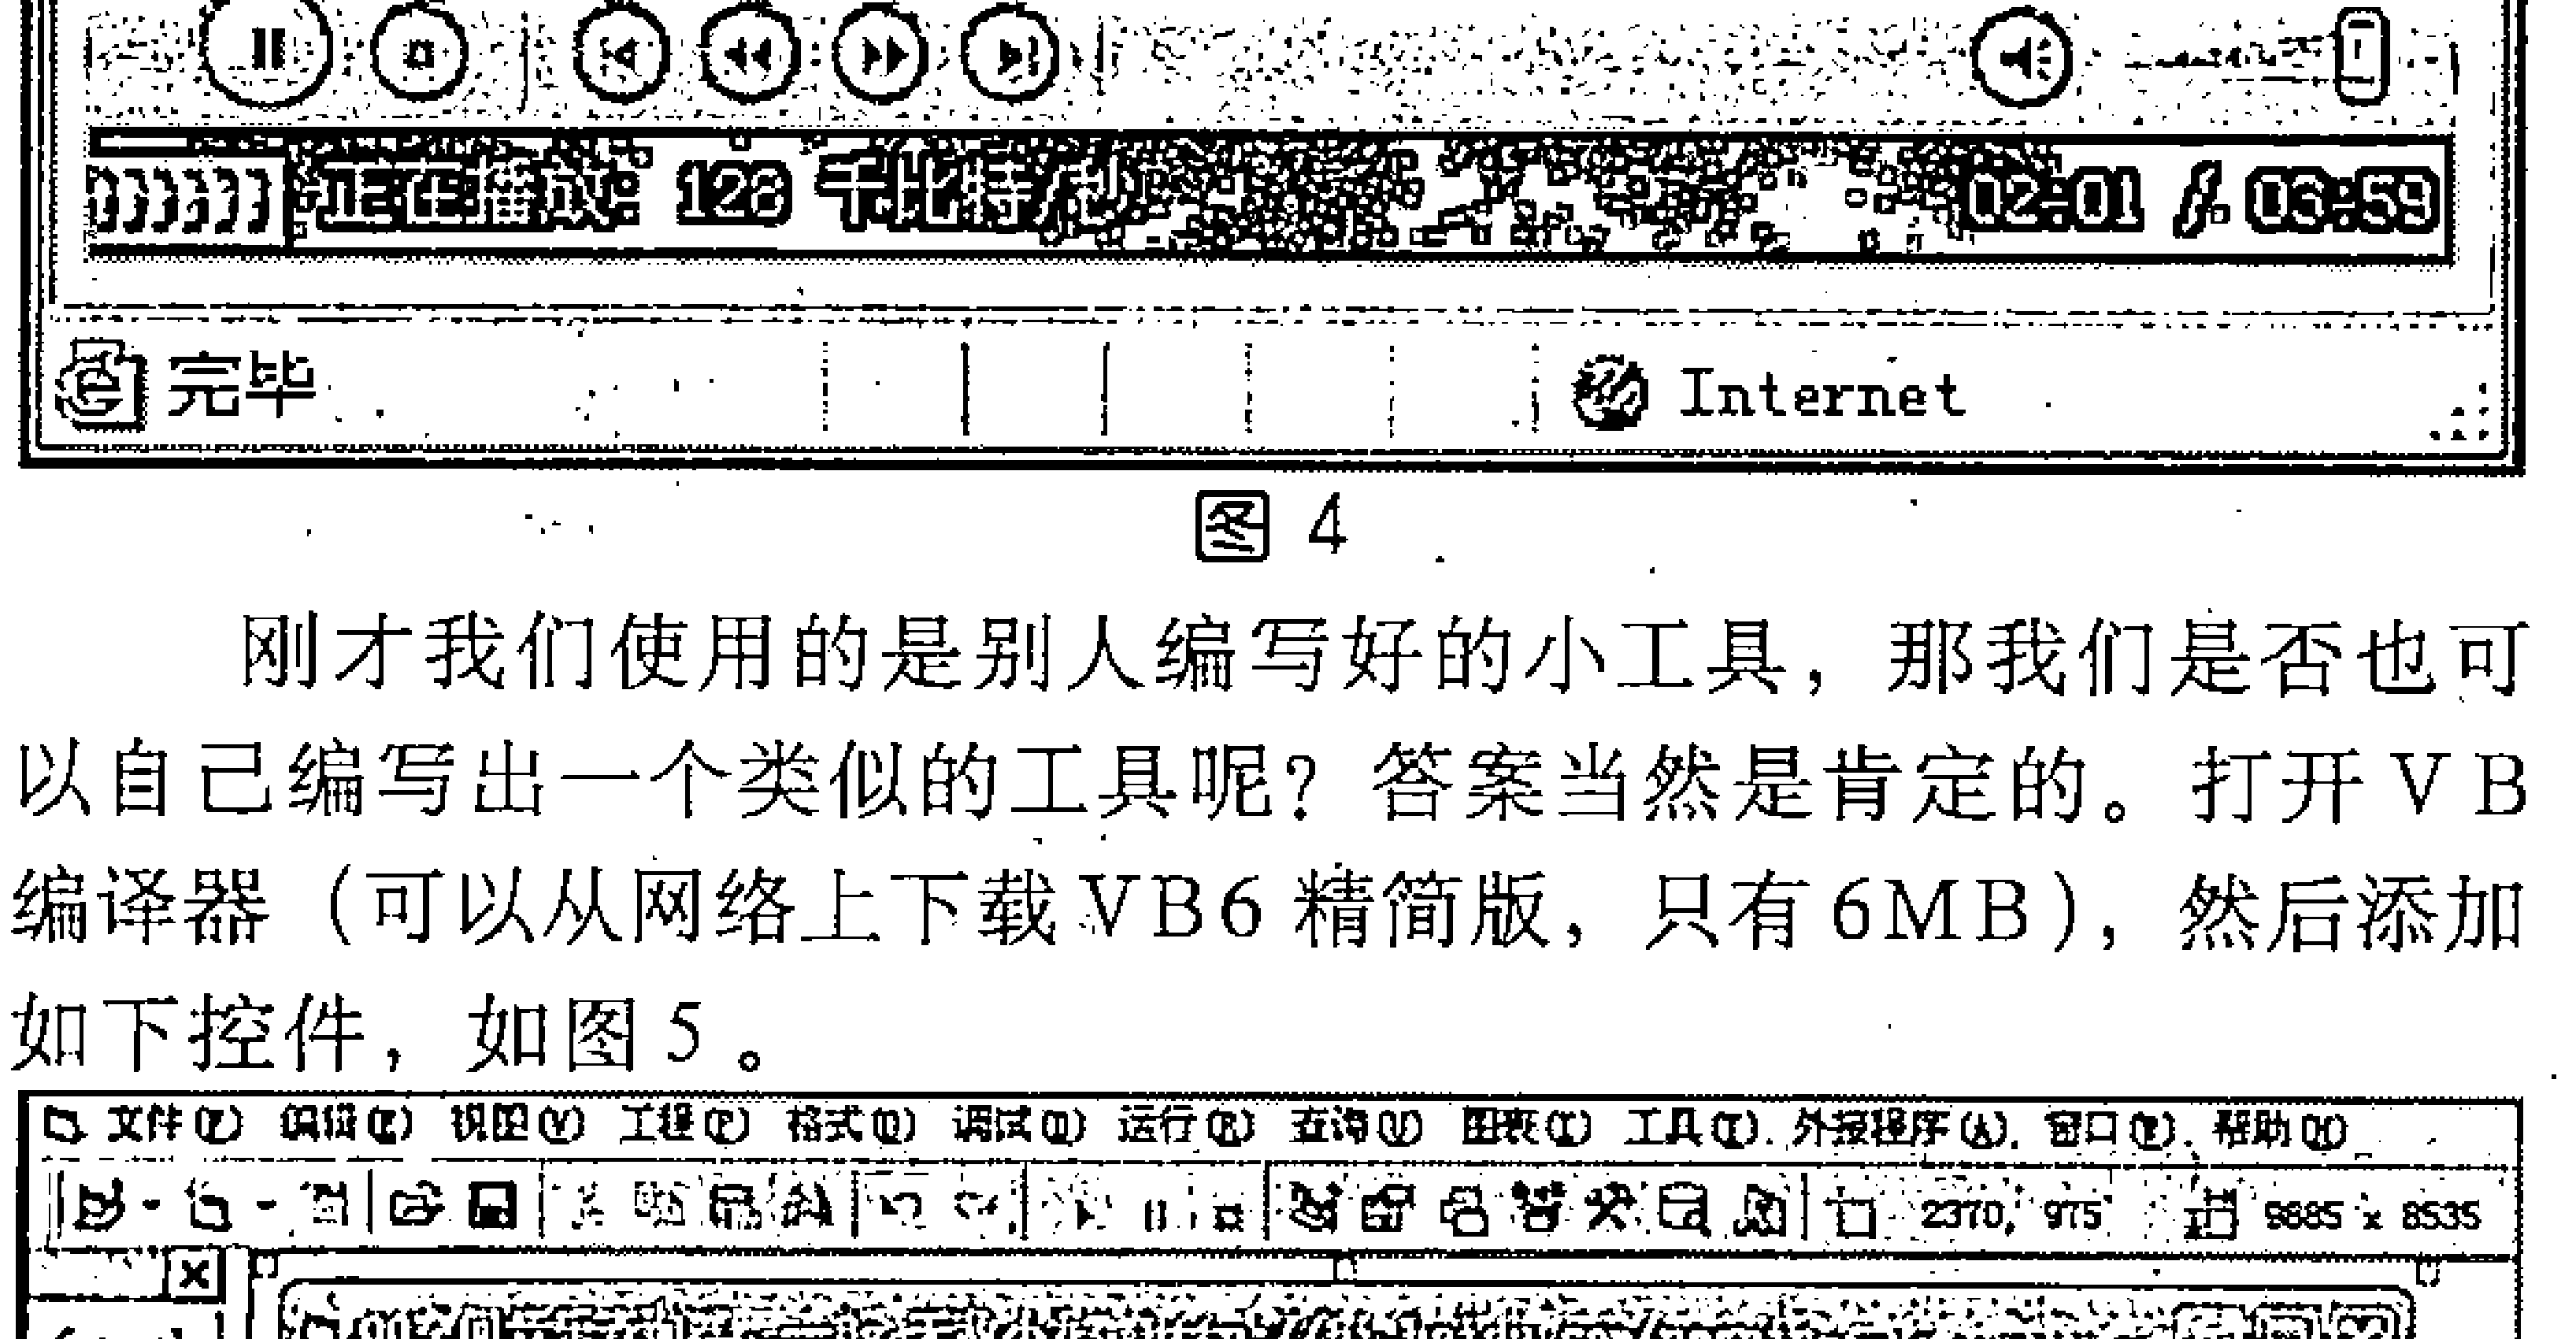 正在播放: 128 千比特/秒 02:01 / 03:59
完毕 Internet
图 4
刚才我们使用的是别人编写好的小工具，那我们是否也可
以自己编写出一个类似的工具呢？答案当然是肯定的。打开VB
编译器（可以从网络上下载VB6精简版，只有6MB），然后添加
如下控件，如图5。
文件(F) 编辑(E) 视图(V) 工程(P) 格式(O) 调试(D) 运行(R) 查询(U) 图表(I) 工具(T) 外接程序(A) 窗口(W) 帮助(H)
2370, 975 9885 x 8535